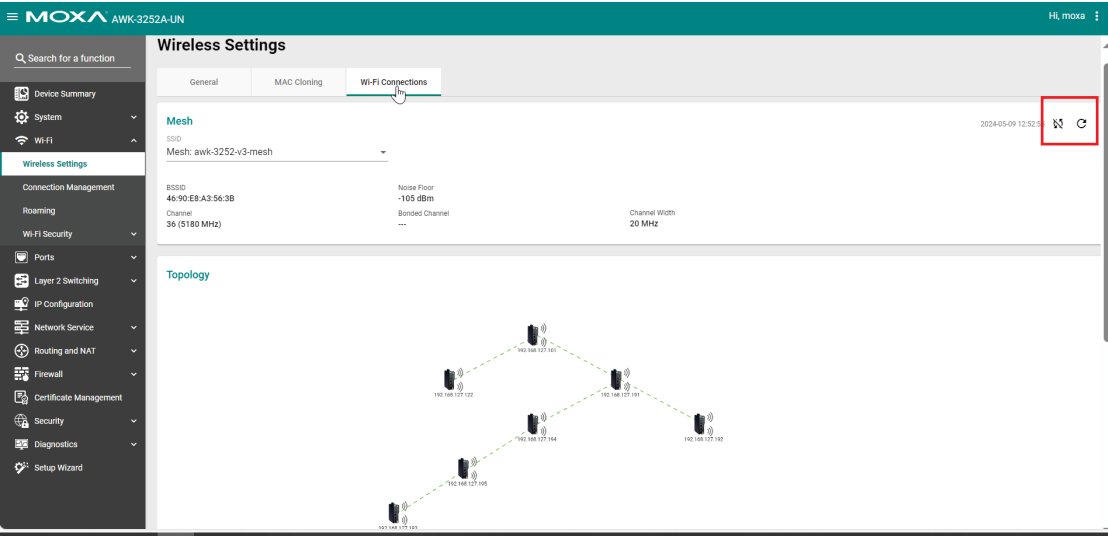 MOXA AWK-3252A-UN
Hi, moxa
Search for a function
Device Summary
System
Wi-Fi
Wireless Settings
Connection Management
Roaming
Wi-Fi Security
Ports
Layer 2 Switching
IP Configuration
Network Service
Routing and NAT
Firewall
Certificate Management
Security
Diagnostics
Setup Wizard
Wireless Settings
General
MAC Cloning
Wi-Fi Connections
Mesh
2024-05-09
SSID
Mesh: awk-3252-v3-mesh
BSSID
46:90:E8:A3:56:3B
Noise Floor
-105 dBm
Channel
36 (5180 MHz)
Bonded Channel
---
Channel Width
20 MHz
Topology
192.168.127.101
192.168.127.122
192.168.127.191
192.168.127.194
192.168.127.192
192.168.127.195
192.168.127.193